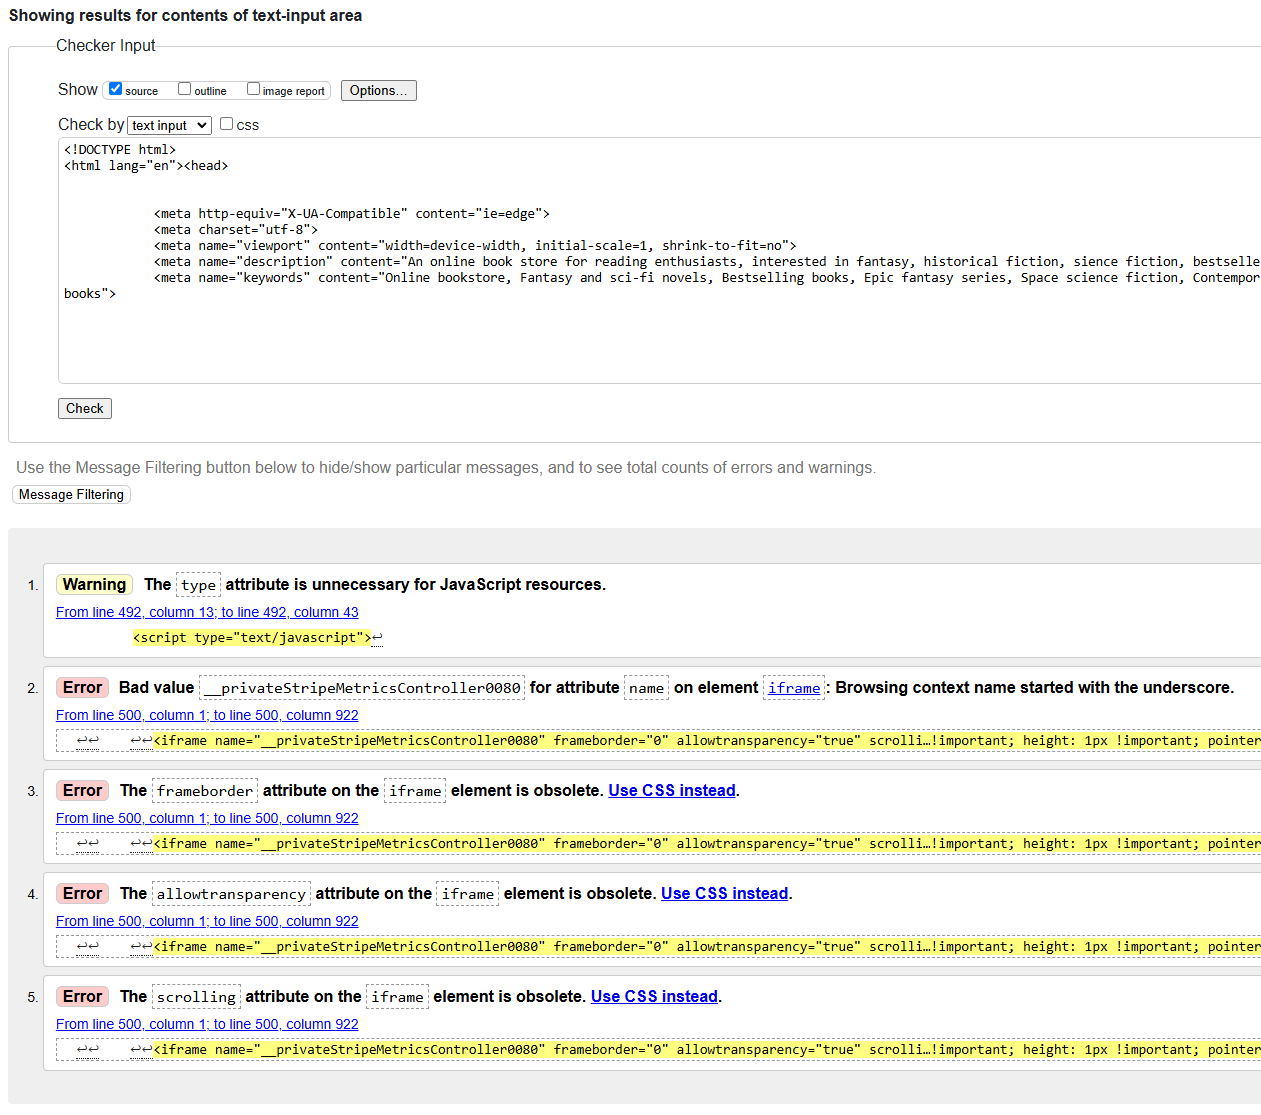 Showing results for contents of text-input area
Checker Input
Show source outline image report Options...
Check by text input css
<!DOCTYPE html>
<html lang="en"><head>
<meta http-equiv="X-UA-Compatible" content="ie=edge">
<meta charset="utf-8">
<meta name="viewport" content="width=device-width, initial-scale=1, shrink-to-fit=no">
<meta name="description" content="An online book store for reading enthusiasts, interested in fantasy, historical fiction, sience fiction, bestselle
<meta name="keywords" content="Online bookstore, Fantasy and sci-fi novels, Bestselling books, Epic fantasy series, Space science fiction, Contempor
books">
Check
Use the Message Filtering button below to hide/show particular messages, and to see total counts of errors and warnings.
Message Filtering
1. Warning The type attribute is unnecessary for JavaScript resources.
From line 492, column 13; to line 492, column 43
<script type="text/javascript">↩
2. Error Bad value __privateStripeMetricsController0080 for attribute name on element iframe: Browsing context name started with the underscore.
From line 500, column 1; to line 500, column 922
↩↩ ↩↩<iframe name="__privateStripeMetricsController0080" frameborder="0" allowtransparency="true" scrolli…!important; height: 1px !important; pointer
3. Error The frameborder attribute on the iframe element is obsolete. Use CSS instead.
From line 500, column 1; to line 500, column 922
↩↩ ↩↩<iframe name="__privateStripeMetricsController0080" frameborder="0" allowtransparency="true" scrolli…!important; height: 1px !important; pointer
4. Error The allowtransparency attribute on the iframe element is obsolete. Use CSS instead.
From line 500, column 1; to line 500, column 922
↩↩ ↩↩<iframe name="__privateStripeMetricsController0080" frameborder="0" allowtransparency="true" scrolli…!important; height: 1px !important; pointer
5. Error The scrolling attribute on the iframe element is obsolete. Use CSS instead.
From line 500, column 1; to line 500, column 922
↩↩ ↩↩<iframe name="__privateStripeMetricsController0080" frameborder="0" allowtransparency="true" scrolli…!important; height: 1px !important; pointer